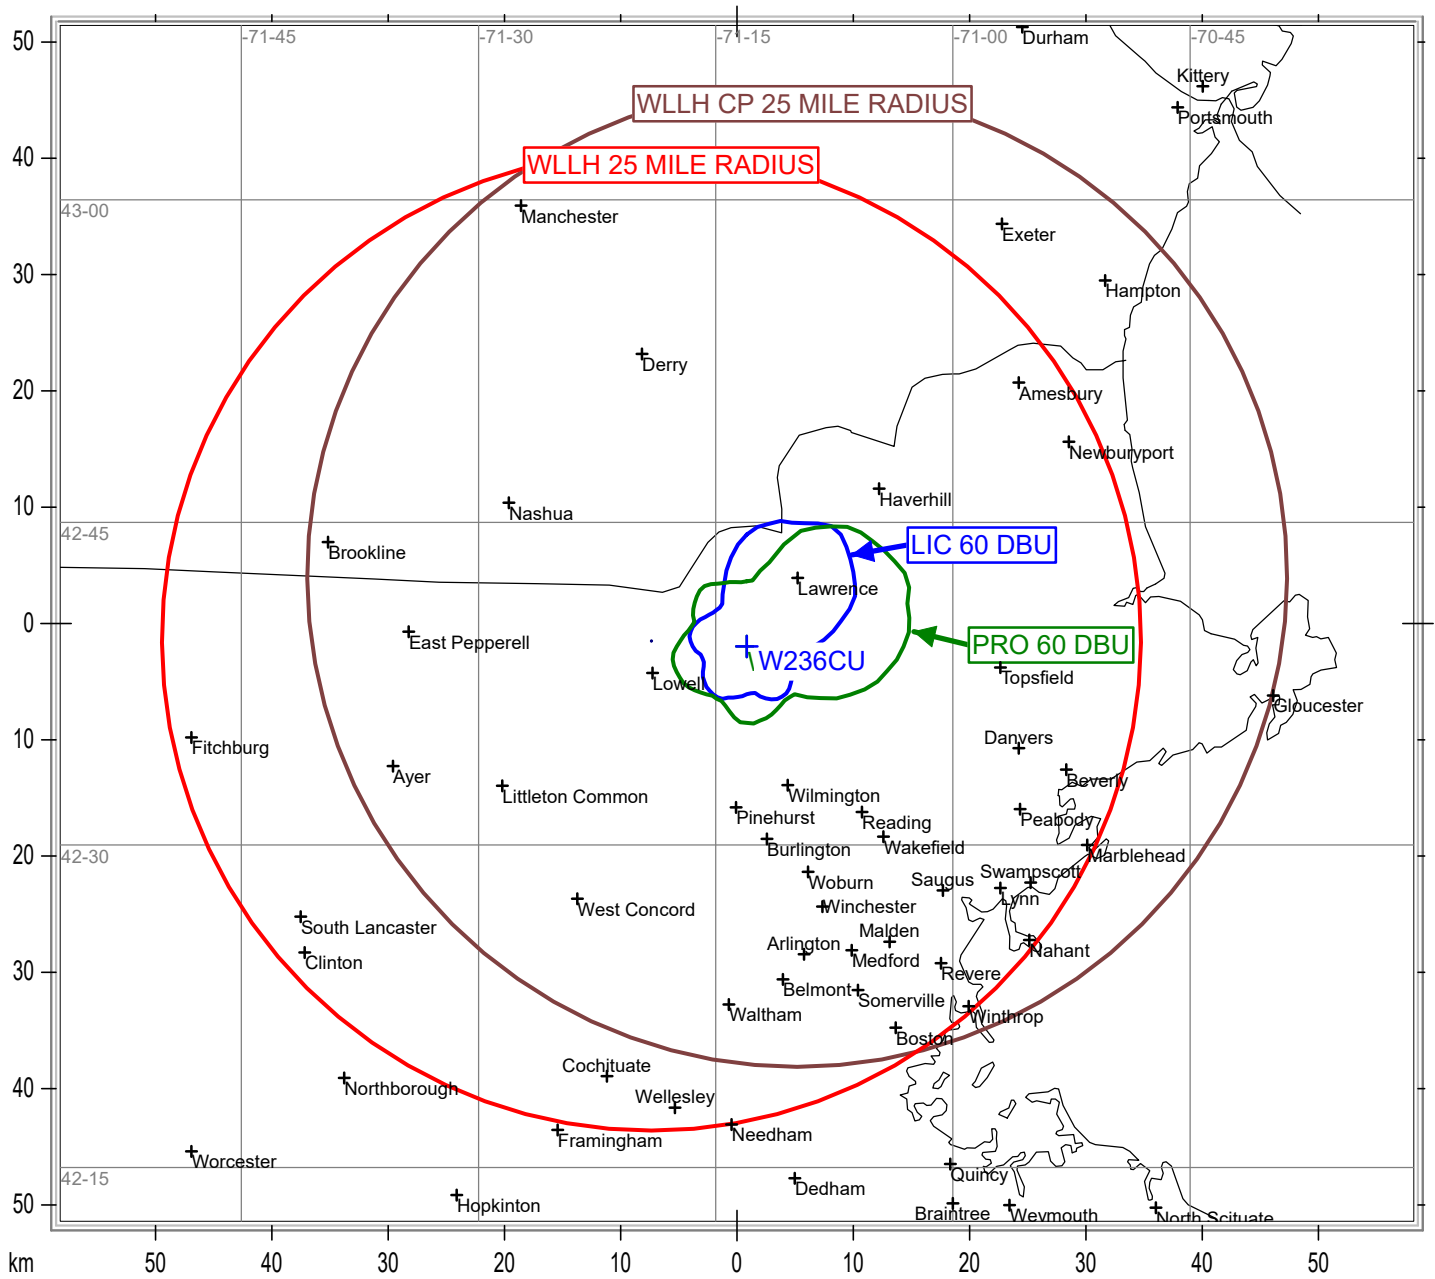 50
-71-45
-71-30
-71-15
-71-00
-70-45
Durham
Kittery
Portsmouth
WLLH CP 25 MILE RADIUS
40
WLLH 25 MILE RADIUS
43-00
Manchester
Exeter
30
Hampton
Derry
20
Amesbury
Newburyport
10
Nashua
Haverhill
42-45
Brookline
LIC 60 DBU
Lawrence
0
East Pepperell
PRO 60 DBU
W236CU
Lowell
Topsfield
Gloucester
10
Fitchburg
Danvers
Ayer
Beverly
Littleton Common
Wilmington
Pinehurst
Reading
Peabody
Burlington
Wakefield
20
42-30
Marblehead
Woburn
Saugus
Swampscott
Lynn
West Concord
Winchester
South Lancaster
Malden
Arlington
Medford
Nahant
Clinton
30
Revere
Belmont
Somerville
Waltham
Winthrop
Boston
Cochituate
40
Northborough
Wellesley
Framingham
Needham
Worcester
42-15
Quincy
Dedham
50
Hopkinton
Braintree
Weymouth
North Scituate
km
50
40
30
20
10
0
10
20
30
40
50